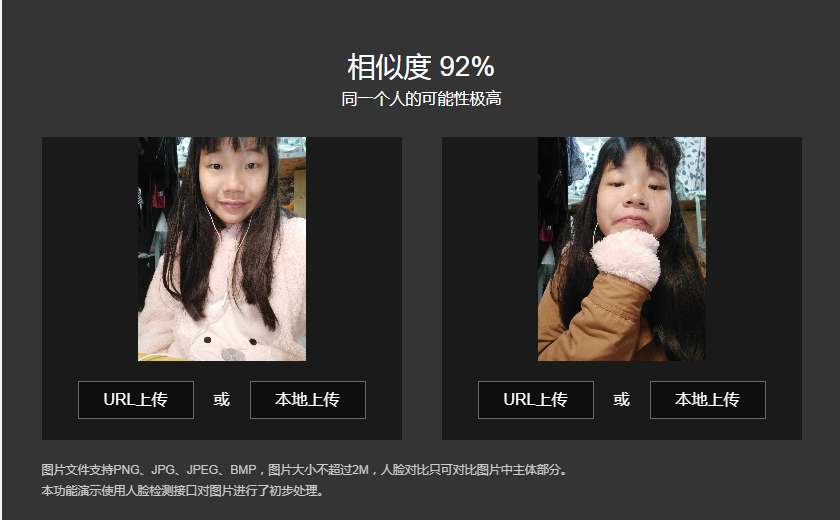 相似度 92%
同一个人的可能性极高
URL上传 或 本地上传 URL上传 或 本地上传
图片文件支持PNG、JPG、JPEG、BMP，图片大小不超过2M，人脸对比只可对比图片中主体部分。
本功能演示使用人脸检测接口对图片进行了初步处理。